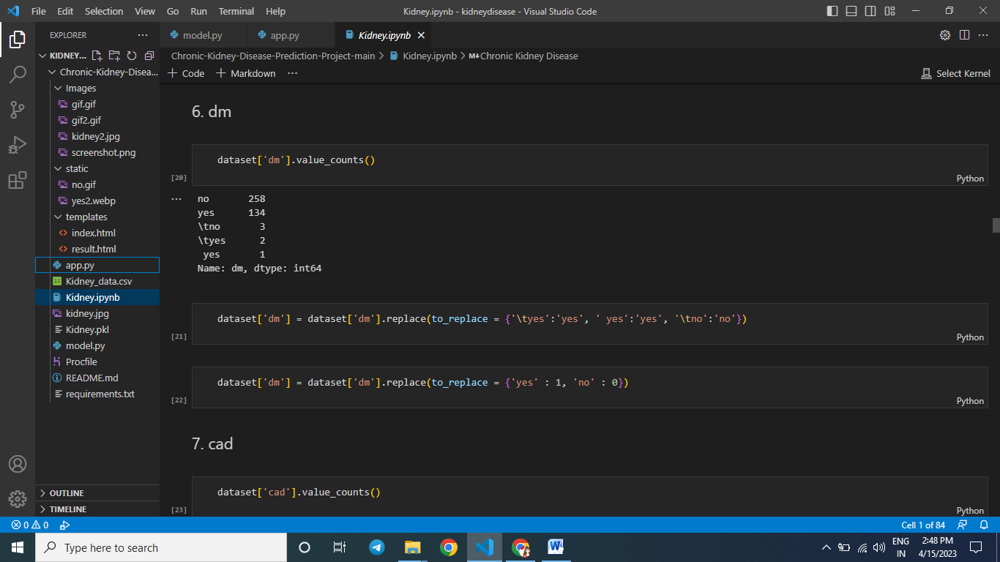 File Edit Selection View Go Run Terminal Help
Kidney.ipynb - kidneydisease - Visual Studio Code
EXPLORER
KIDNEY...
Chronic-Kidney-Disea...
Images
gif.gif
gif2.gif
kidney2.jpg
screenshot.png
static
no.gif
yes2.webp
templates
index.html
result.html
app.py
Kidney_data.csv
Kidney.ipynb
kidney.jpg
Kidney.pkl
model.py
Procfile
README.md
requirements.txt
OUTLINE
TIMELINE
model.py app.py Kidney.ipynb
Chronic-Kidney-Disease-Prediction-Project-main > Kidney.ipynb > M↓Chronic Kidney Disease
+ Code + Markdown ... Select Kernel
6. dm
dataset['dm'].value_counts()
[20] Python
no 258
yes 134
\tno 3
\tyes 2
 yes 1
Name: dm, dtype: int64
dataset['dm'] = dataset['dm'].replace(to_replace = {'\tyes':'yes', ' yes':'yes', '\tno':'no'})
[21] Python
dataset['dm'] = dataset['dm'].replace(to_replace = {'yes' : 1, 'no' : 0})
[22] Python
7. cad
dataset['cad'].value_counts()
[23] Python
0 0 Cell 1 of 84
Type here to search
ENG
IN
2:48 PM
4/15/2023